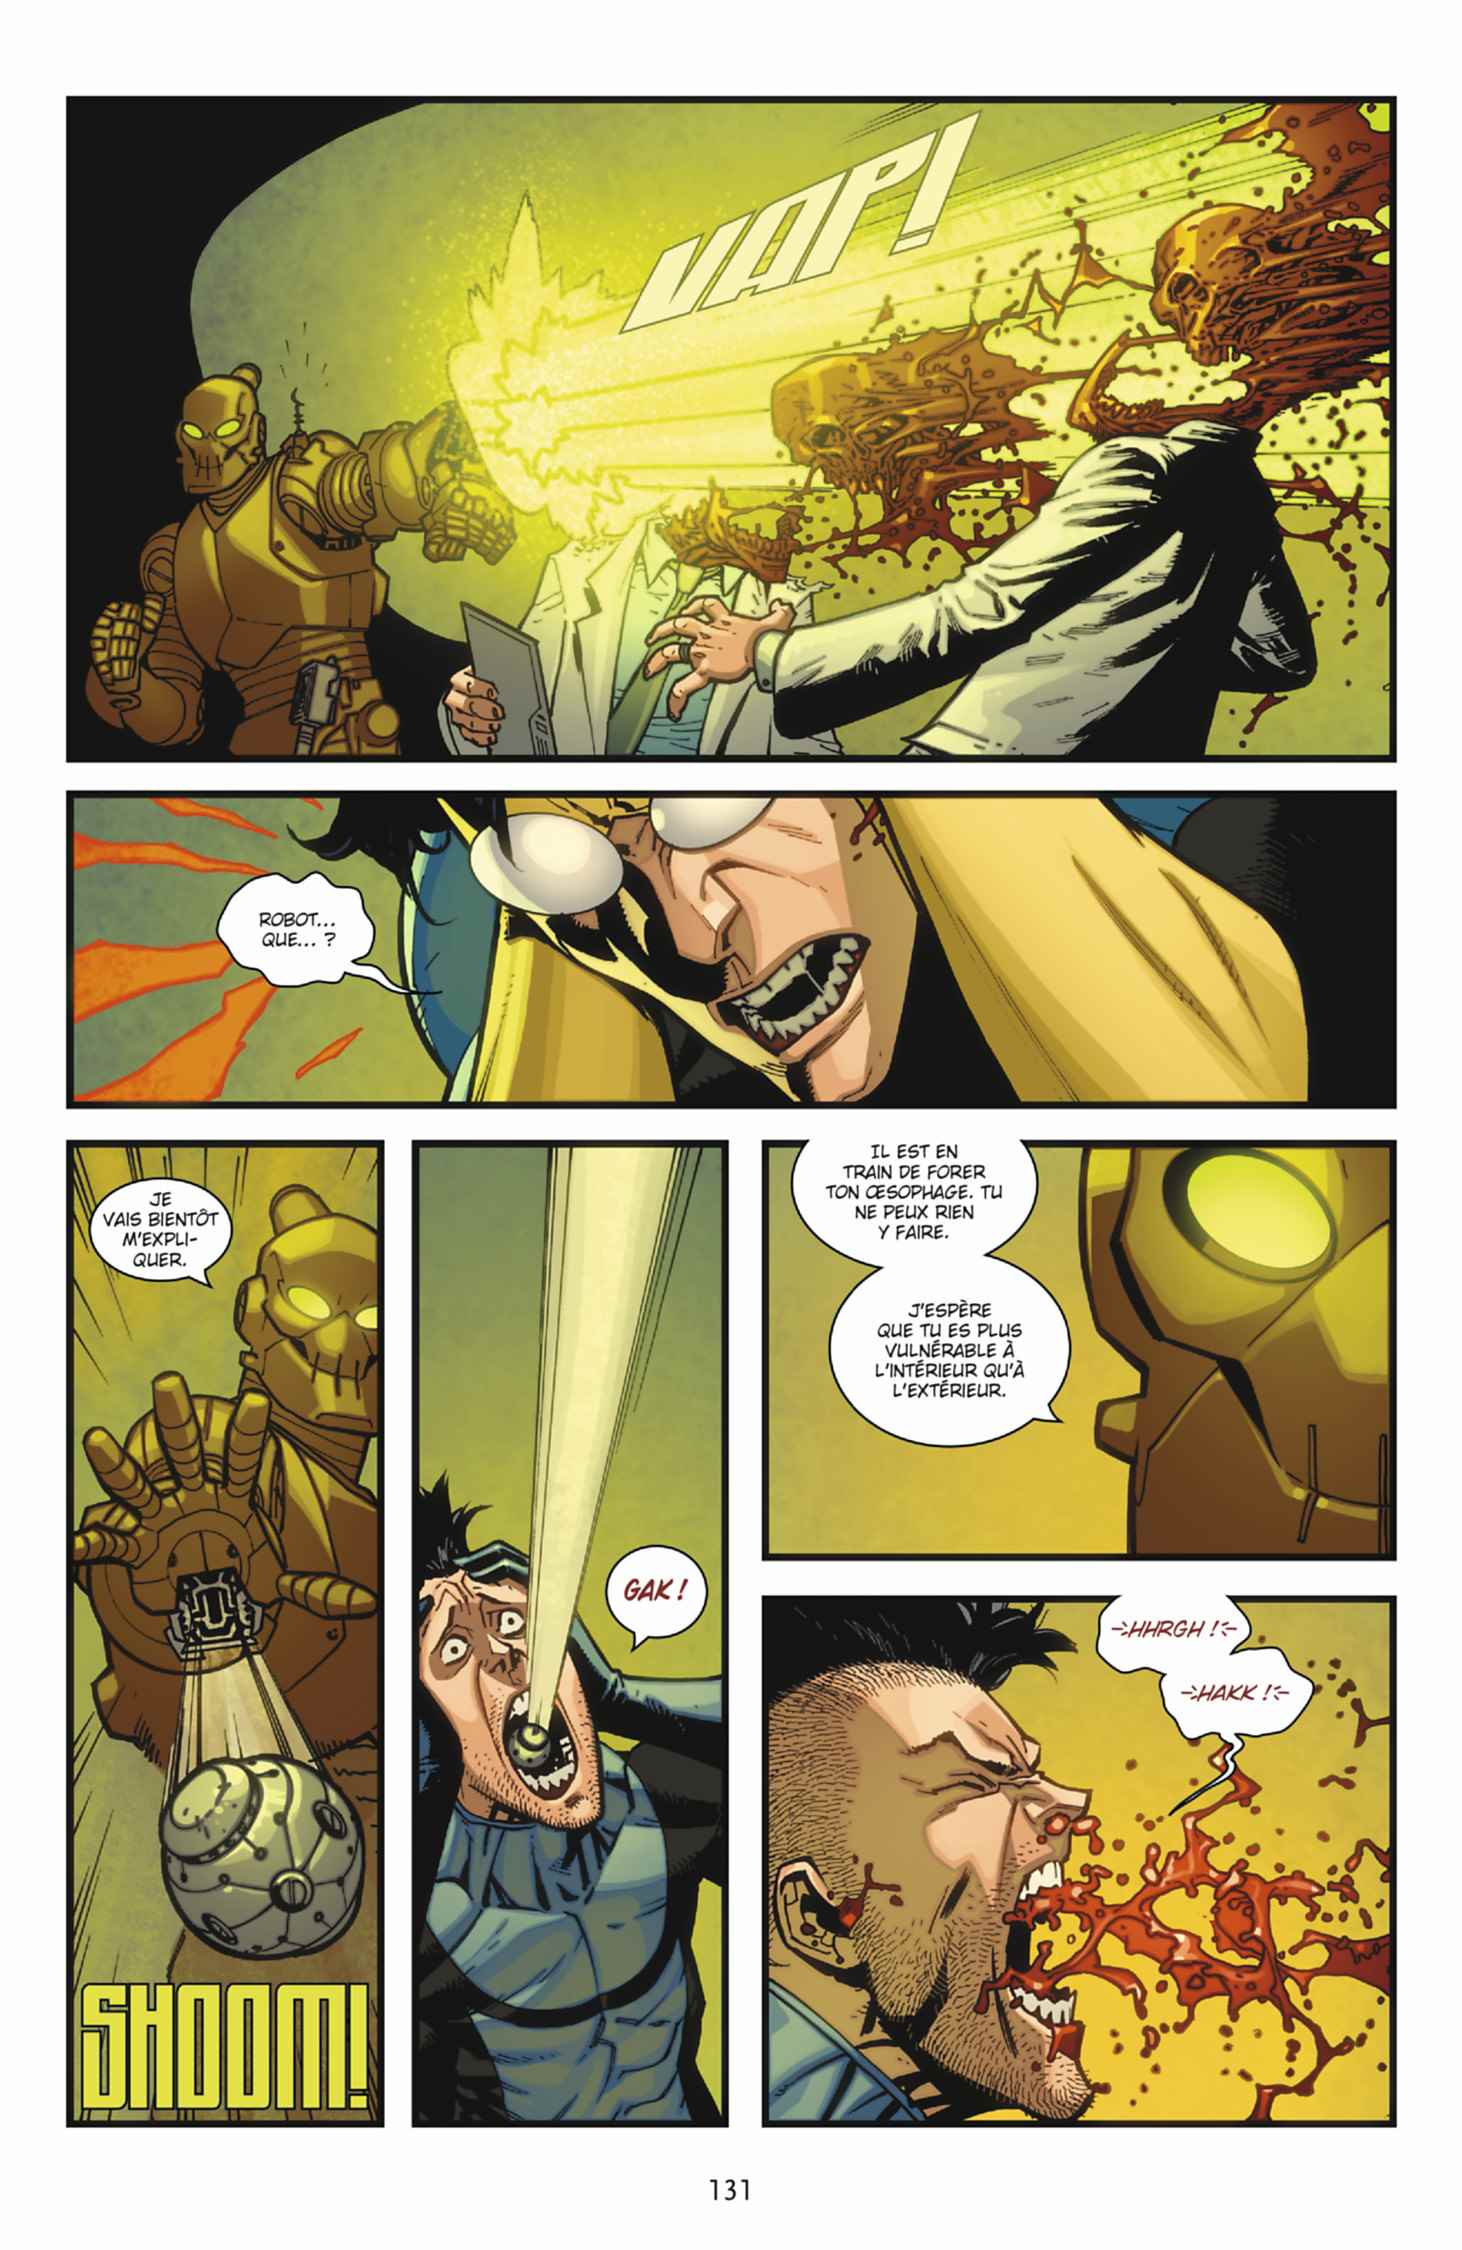 VAP!
ROBOT...
QUE... ?
JE
VAIS BIENTÔT
M'EXPLI-
QUER.
SHOOM!
GAK !
IL EST EN
TRAIN DE FORER
TON ŒSOPHAGE. TU
NE PEUX RIEN
Y FAIRE.
J'ESPÈRE
QUE TU ES PLUS
VULNÉRABLE À
L'INTÉRIEUR QU'À
L'EXTÉRIEUR.
HHRGH !
HAKK !
131